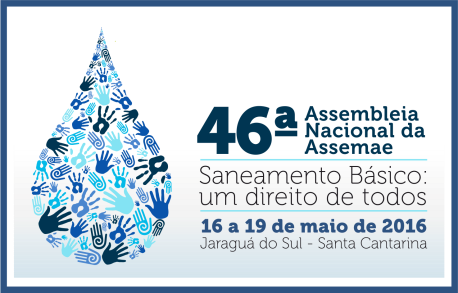 46ª Assembleia
Nacional da
Assemae
Saneamento Básico:
um direito de todos
16 a 19 de maio de 2016
Jaraguá do Sul - Santa Cantarina